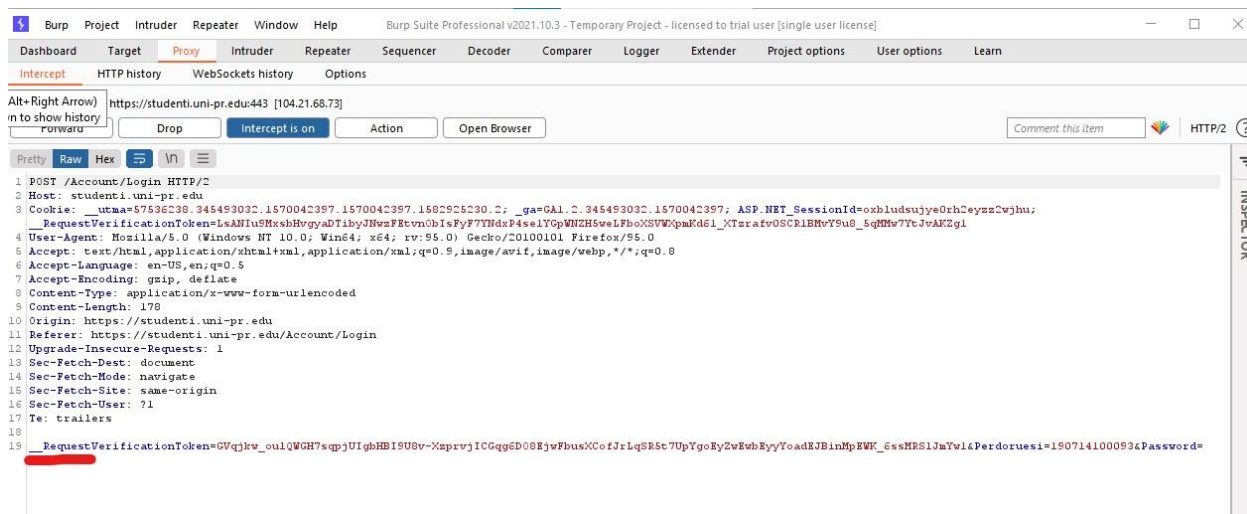 Burp Project Intruder Repeater Window Help Burp Suite Professional v2021.10.3 - Temporary Project - licensed to trial user [single user license]
Dashboard Target Proxy Intruder Repeater Sequencer Decoder Comparer Logger Extender Project options User options Learn
Intercept HTTP history WebSockets history Options
Alt+Right Arrow) https://studenti.uni-pr.edu:443 [104.21.68.73]
n to show history
Forward Drop Intercept is on Action Open Browser Comment this item HTTP/2
Pretty Raw Hex \n
INSPECTOR
1 POST /Account/Login HTTP/2
2 Host: studenti.uni-pr.edu
3 Cookie: __utma=57536238.345493032.1570042397.1570042397.1582925230.2; _ga=GA1.2.345493032.1570042397; ASP.NET_SessionId=oxbludsujye0rh2eyzz2wjhu;
__RequestVerificationToken=
4 User-Agent: Mozilla/5.0 (Windows NT 10.0; Win64; x64; rv:95.0) Gecko/20100101 Firefox/95.0
5 Accept: text/html,application/xhtml+xml,application/xml;q=0.9,image/avif,image/webp,*/*;q=0.8
6 Accept-Language: en-US,en;q=0.5
7 Accept-Encoding: gzip, deflate
8 Content-Type: application/x-www-form-urlencoded
9 Content-Length: 178
10 Origin: https://studenti.uni-pr.edu
11 Referer: https://studenti.uni-pr.edu/Account/Login
12 Upgrade-Insecure-Requests: 1
13 Sec-Fetch-Dest: document
14 Sec-Fetch-Mode: navigate
15 Sec-Fetch-Site: same-origin
16 Sec-Fetch-User: ?1
17 Te: trailers
18
19 __RequestVerificationToken= &Perdoruesi=190714100093&Password=